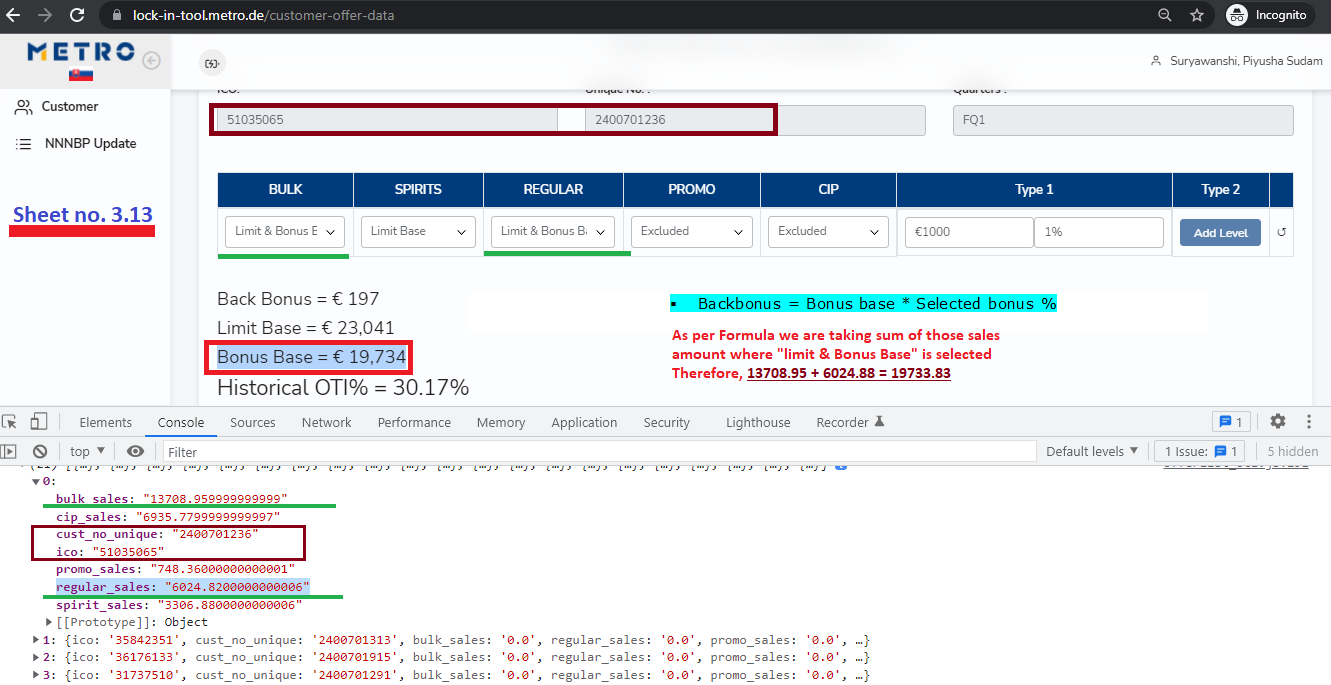 lock-in-tool.metro.de/customer-offer-data
Incognito
METRO
Suryawanshi, Piyusha Sudam
Customer
NNNBP Update
Sheet no. 3.13
ICO: Unique No. : Quarters :
51035065 2400701236 FQ1
BULK SPIRITS REGULAR PROMO CIP Type 1 Type 2
Limit & Bonus B Limit Base Limit & Bonus Ba Excluded Excluded €1000 1% Add Level
Back Bonus = € 197
Limit Base = € 23,041
Bonus Base = € 19,734
Historical OTI% = 30.17%
▪ Backbonus = Bonus base * Selected bonus %
As per Formula we are taking sum of those sales
amount where "limit & Bonus Base" is selected
Therefore, 13708.95 + 6024.88 = 19733.83
Elements Console Sources Network Performance Memory Application Security Lighthouse Recorder 1
top Filter Default levels 1 Issue: 1 5 hidden
0:
bulk_sales: "13708.959999999999"
cip_sales: "6935.7799999999997"
cust_no_unique: "2400701236"
ico: "51035065"
promo_sales: "748.36000000000001"
regular_sales: "6024.8200000000006"
spirit_sales: "3306.8800000000006"
[[Prototype]]: Object
1: {ico: '35842351', cust_no_unique: '2400701313', bulk_sales: '0.0', regular_sales: '0.0', promo_sales: '0.0', …}
2: {ico: '36176133', cust_no_unique: '2400701915', bulk_sales: '0.0', regular_sales: '0.0', promo_sales: '0.0', …}
3: {ico: '31737510', cust_no_unique: '2400701291', bulk_sales: '0.0', regular_sales: '0.0', promo_sales: '0.0', …}